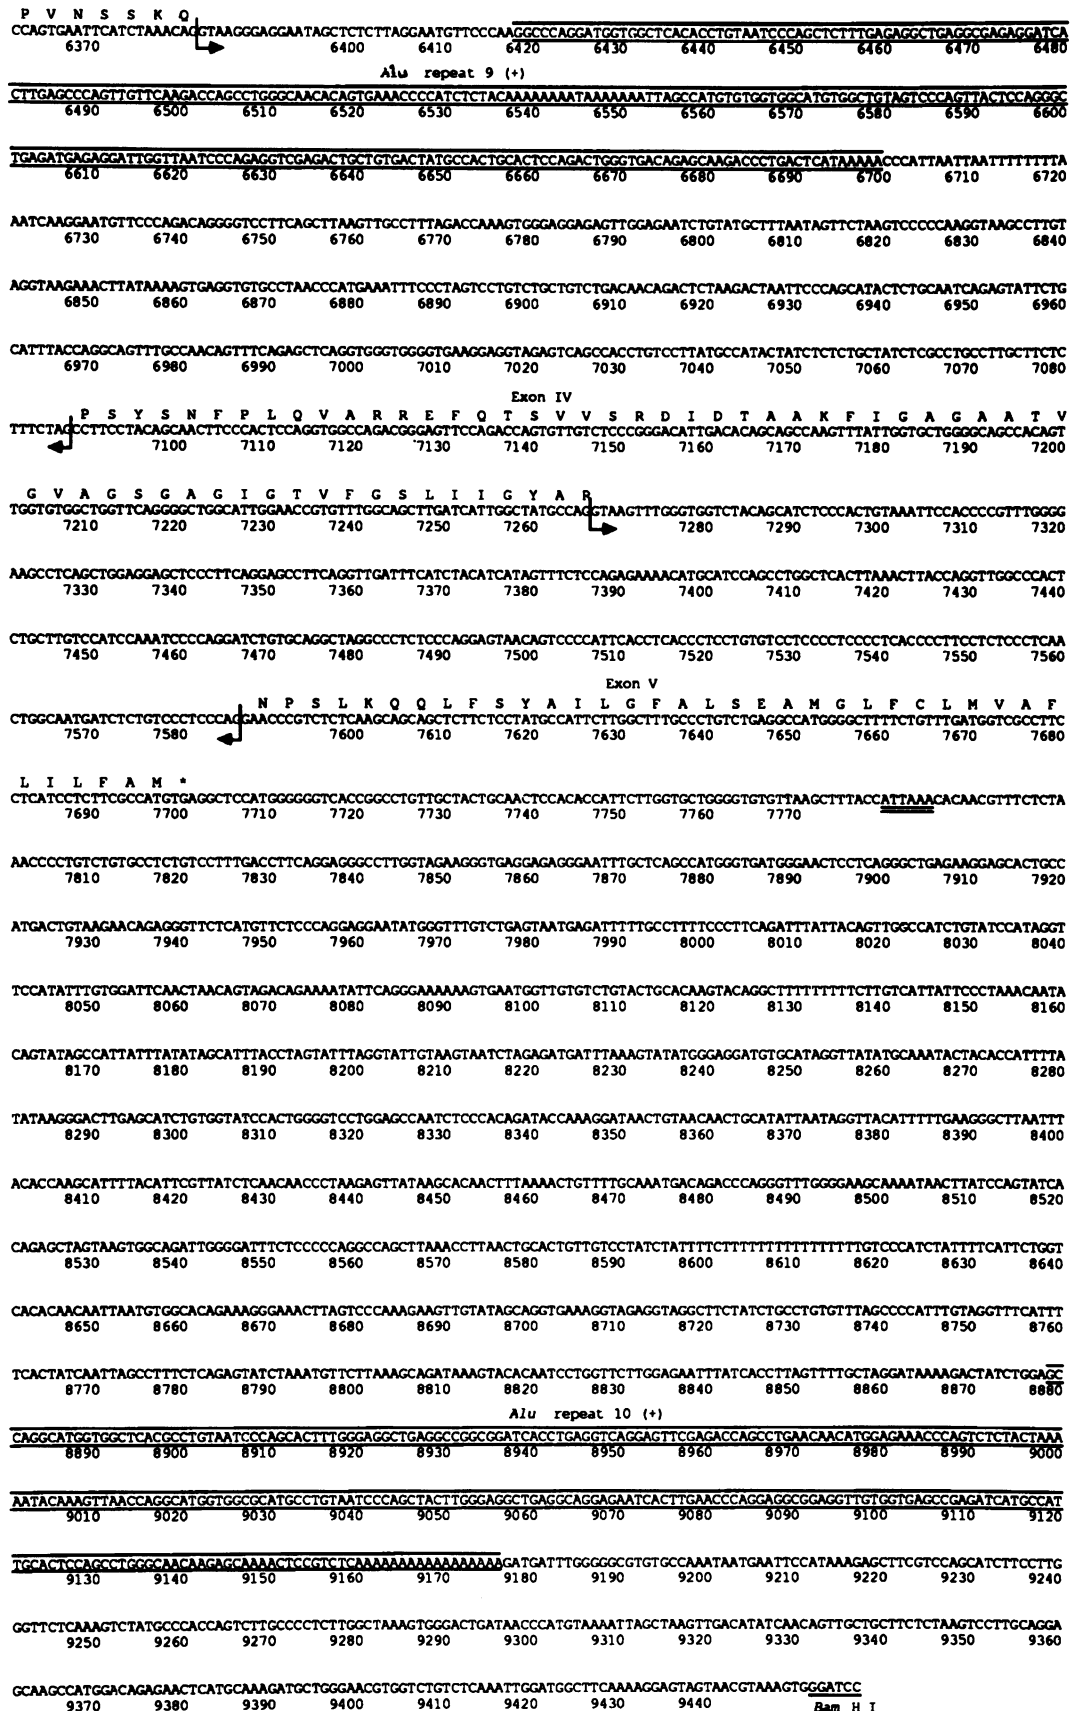 P V N S S K Q
CCAGTGAATTCATCTAAACAGGTAAGGGAGGAATAGCTCTCTTAGGAATGTTCCCAAGGCCCAGGATGGTGGCTCACACCTGTAATCCCAGCTCTTTGAGAGGCTGAGGCGAGAGGATCA
6370 6400 6410 6420 6430 6440 6450 6460 6470 6480
Alu repeat 9 (+)
CTTGAGCCCAGTTGTTCAAGACCAGCCTGGGCAACACAGTGAAACCCCATCTCTACAAAAAAAATAAAAAAATTAGCCATGTGTGGTGGCATGTGGCTGTAGTCCCAGTTACTCCAGGGC
6490 6500 6510 6520 6530 6540 6550 6560 6570 6580 6590 6600
TGAGATGAGAGGATTGGTTAATCCCAGAGGTCGAGACTGCTGTGACTATGCCACTGCACTCCAGACTGGGTGACAGAGCAAGACCCTGACTCATAAAAACCCATTAATTAATTTTTTTTA
6610 6620 6630 6640 6650 6660 6670 6680 6690 6700 6710 6720
AATCAAGGAATGTTCCCAGACAGGGGTCCTTCAGCTTAAGTTGCCTTTAGACCAAAGTGGGAGGAGAGTTGGAGAATCTGTATGCTTTAATAGTTCTAAGTCCCCCAAGGTAAGCCTTGT
6730 6740 6750 6760 6770 6780 6790 6800 6810 6820 6830 6840
AGGTAAGAAACTTATAAAAGTGAGGTGTGCCTAACCCATGAAATTTCCCTAGTCCTGTCTGCTGTCTGACAACAGACTCTAAGACTAATTCCCAGCATACTCTGCAATCAGAGTATTCTG
6850 6860 6870 6880 6890 6900 6910 6920 6930 6940 6950 6960
CATTTACCAGGCAGTTTGCCAACAGTTTCAGAGCTCAGGTGGGTGGGGTGAAGGAGGTAGAGTCAGCCACCTGTCCTTATGCCATACTATCTCTCTGCTATCTCGCCTGCCTTGCTTCTC
6970 6980 6990 7000 7010 7020 7030 7040 7050 7060 7070 7080
Exon IV
P S Y S N F P L Q V A R R E F Q T S V V S R D I D T A A K F I G A G A A T V
TTTCTAGCCTTCCTACAGCAACTTCCCACTCCAGGTGGCCAGACGGGAGTTCCAGACCAGTGTTGTCTCCCGGGACATTGACACAGCAGCCAAGTTTATTGGTGCTGGGGCAGCCACAGT
7100 7110 7120 7130 7140 7150 7160 7170 7180 7190 7200
G V A G S G A G I G T V F G S L I I G Y A R
TGGTGTGGCTGGTTCAGGGGCTGGCATTGGAACCGTGTTTGGCAGCTTGATCATTGGCTATGCCAGGTAAGTTTGGGTGGTCTACAGCATCTCCCACTGTAAATTCCACCCCGTTTGGGG
7210 7220 7230 7240 7250 7260 7280 7290 7300 7310 7320
AAGCCTCAGCTGGAGGAGCTCCCTTCAGGAGCCTTCAGGTTGATTTCATCTACATCATAGTTTCTCCAGAGAAAACATGCATCCAGCCTGGCTCACTTAAACTTACCAGGTTGGCCCACT
7330 7340 7350 7360 7370 7380 7390 7400 7410 7420 7430 7440
CTGCTTGTCCATCCAAATCCCCAGGATCTGTGCAGGCTAGGCCCTCTCCCAGGAGTAACAGTCCCCATTCACCTCACCCTCCTGTGTCCTCCCCTCCCCCTCACCCCTTCCTCTCCCTCAA
7450 7460 7470 7480 7490 7500 7510 7520 7530 7540 7550 7560
Exon V
N P S L K Q Q L F S Y A I L G F A L S E A M G L F C L M V A F
CTGGCAATGATCTCTGTCCCTCCCAGGAACCCGTCTCTCAAGCAGCAGCTCTTCTCCTATGCCATTCTTGGCTTTGCCCTGTCTGAGGCCATGGGGCTTTTCTGTTTGATGGTCGCCTTC
7570 7580 7600 7610 7620 7630 7640 7650 7660 7670 7680
L I L F A M *
CTCATCCTCTTCGCCATGTGAGGCTCCATGGGGGGTCACCGGCCTGTTGCTACTGCAACTCCACACCATTCTTGGTGCTGGGGTGTGTTAAGCTTTACCATTAAACACAACGTTTCTCTA
7690 7700 7710 7720 7730 7740 7750 7760 7770
AACCCCTGTCTGTGCCTCTGTCCTTTGACCTTCAGGAGGGCCTTGGTAGAAGGGTGAGGAGAGGGAATTTGCTCAGCCATGGGTGATGGGAACTCCTCAGGGCTGAGAAGGAGCACTGCC
7810 7820 7830 7840 7850 7860 7870 7880 7890 7900 7910 7920
ATGACTGTAAGAACAGAGGGTTCTCATGTTCTCCCAGGAGGAATATGGGTTTGTCTGAGTAATGAGATTTTTGCCTTTTCCCTTCAGATTTATTACAGTTGGCCATCTGTATCCATAGGT
7930 7940 7950 7960 7970 7980 7990 8000 8010 8020 8030 8040
TCCATATTTGTGGATTCAACTAACAGTAGACAGAAAATATTCAGGGAAAAAAGTGAATGGTTGTGTCTGTACTGCACAAGTACAGGCTTTTTTTTTTCTTGTCATTATTCCCTAAACAATA
8050 8060 8070 8080 8090 8100 8110 8120 8130 8140 8150 8160
CAGTATAGCCATTATTTATATAGCATTTACCTAGTATTTAGGTATTGTAAGTAATCTAGAGATGATTTAAAGTATATGGGAGGATGTGCATAGGTTATATGCAAATACTACACCATTTTA
8170 8180 8190 8200 8210 8220 8230 8240 8250 8260 8270 8280
TATAAGGGACTTGAGCATCTGTGGTATCCACTGGGGTCCTGGAGCCAATCTCCCACAGATACCAAAGGATAACTGTAACAACTGCATATTAATAGGTTACATTTTTGAAGGGCTTAATTT
8290 8300 8310 8320 8330 8340 8350 8360 8370 8380 8390 8400
ACACCAAGCATTTTACATTCGTTATCTCAACAACCCTAAGAGTTATAAGCACAACTTTAAAACTGTTTTGCAAATGACAGACCCAGGGTTTGGGGAAGCAAAATAACTTATCCAGTATCA
8410 8420 8430 8440 8450 8460 8470 8480 8490 8500 8510 8520
CAGAGCTAGTAAGTGGCAGATTGGGGATTTCTCCCCCAGGCCAGCTTAAACCTTAACTGCACTGTTGTCCTATCTATTTTCTTTTTTTTTTTTTTTTTGTCCCATCTATTTTCATTCTGGT
8530 8540 8550 8560 8570 8580 8590 8600 8610 8620 8630 8640
CACACAACAATTAATGTGGCACAGAAAGGGAAACTTAGTCCCAAAGAAGTTGTATAGCAGGTGAAAGGTAGAGGTAGGCTTCTATCTGCCTGTGTTTAGCCCCATTTGTAGGTTTCATTT
8650 8660 8670 8680 8690 8700 8710 8720 8730 8740 8750 8760
TCACTATCAATTAGCCTTTCTCAGAGTATCTAAATGTTCTTAAAGCAGATAAAGTACACAATCCTGGTTCTTGGAGAATTTATCACCTTAGTTTTGCTAGGATAAAAGACTATCTGGAGC
8770 8780 8790 8800 8810 8820 8830 8840 8850 8860 8870 8880
Alu repeat 10 (+)
CAGGCATGGTGGCTCACGCCTGTAATCCCAGCACTTTGGGAGGCTGAGGCCGGCGGATCACCTGAGGTCAGGAGTTCGAGACCAGCCTGAACAACATGGAGAAACCCAGTCTCTACTAAA
8890 8900 8910 8920 8930 8940 8950 8960 8970 8980 8990 9000
AATACAAAGTTAACCAGGCATGGTGGCGCATGCCTGTAATCCCAGCTACTTGGGAGGCTGAGGCAGGAGAATCACTTGAACCCAGGAGGCGGAGGTTGTGGTGAGCCGAGATCATGCCAT
9010 9020 9030 9040 9050 9060 9070 9080 9090 9100 9110 9120
TGCACTCCAGCCTGGGCAACAAGAGCAAAACTCCGTCTCAAAAAAAAAAAAAAAAAGATGATTTGGGGGCGTGTGCCAAATAATGAATTCCATAAAGAGCTTCGTCCAGCATCTTCCTTG
9130 9140 9150 9160 9170 9180 9190 9200 9210 9220 9230 9240
GGTTCTCAAAGTCTATGCCCACCAGTCTTGCCCCTCTTGGCTAAAGTGGGACTGATAACCCATGTAAAATTAGCTAAGTTGACATATCAACAGTTGCTGCTTCTCTAAGTCCTTGCAGGA
9250 9260 9270 9280 9290 9300 9310 9320 9330 9340 9350 9360
GCAAGCCATGGACAGAGAACTCATGCAAAGATGCTGGGAACGTGGTCTGTCTCAAATTGGATGGCTTCAAAAGGAGTAGTAACGTAAAGTGGGATCC
9370 9380 9390 9400 9410 9420 9430 9440
Bam H I